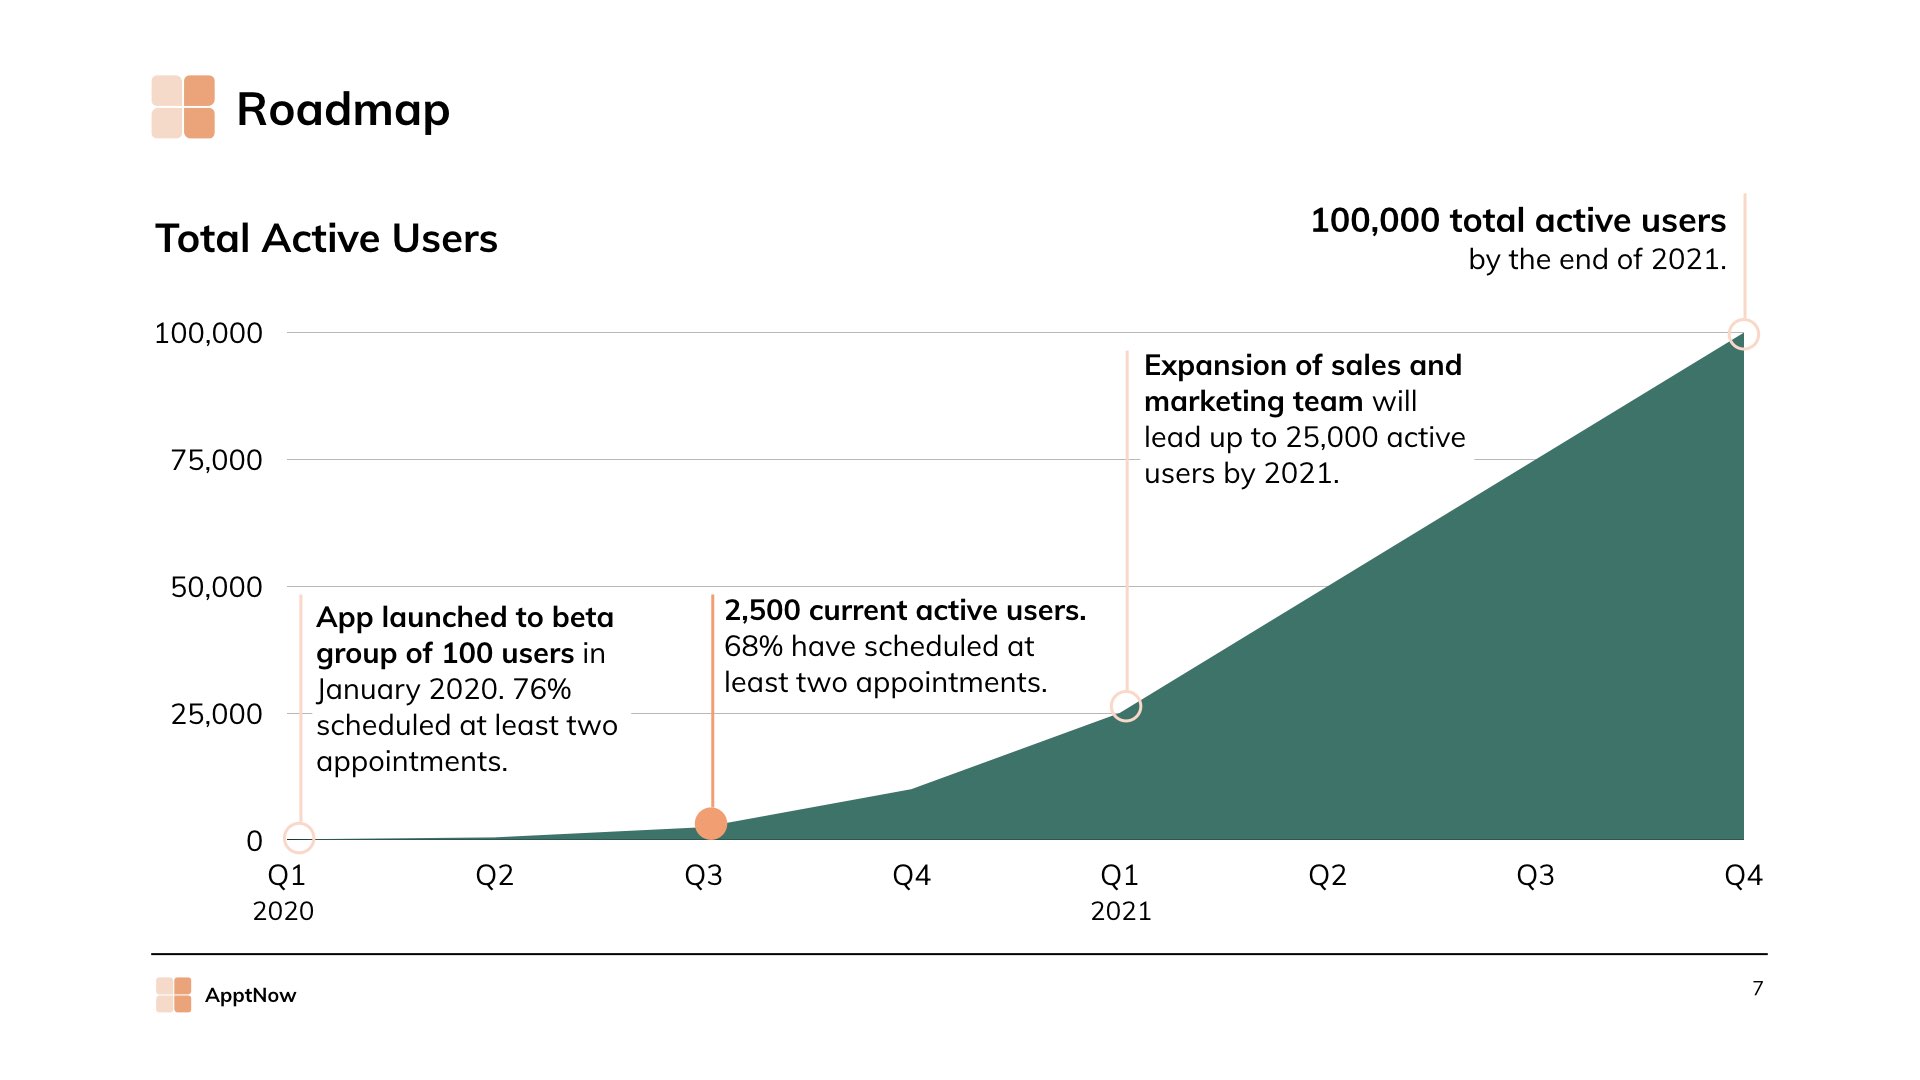 Roadmap
Total Active Users
100,000 total active users
by the end of 2021.
100,000
75,000
50,000
25,000
0
Expansion of sales and
marketing team will
lead up to 25,000 active
users by 2021.
App launched to beta
group of 100 users in
January 2020. 76%
scheduled at least two
appointments.
2,500 current active users.
68% have scheduled at
least two appointments.
Q1 Q2 Q3 Q4 Q1 Q2 Q3 Q4
2020 2021
ApptNow
7